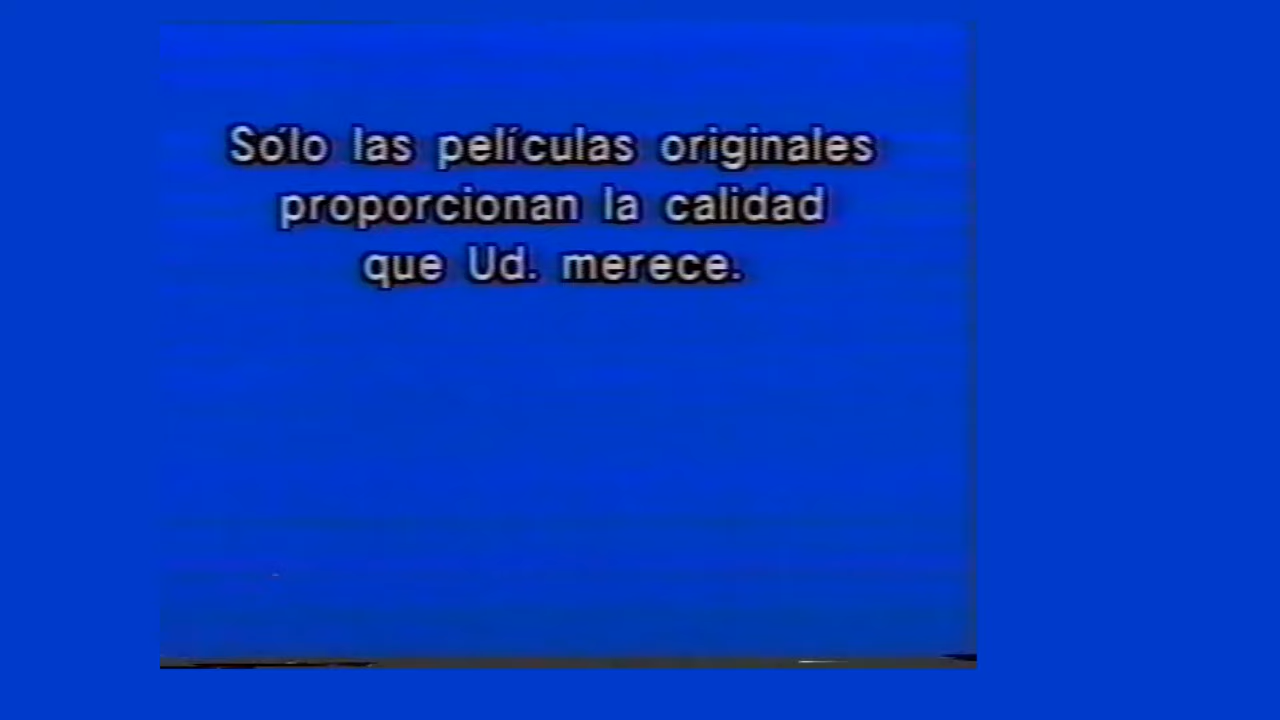 Sólo las películas originales
proporcionan la calidad
que Ud. merece.